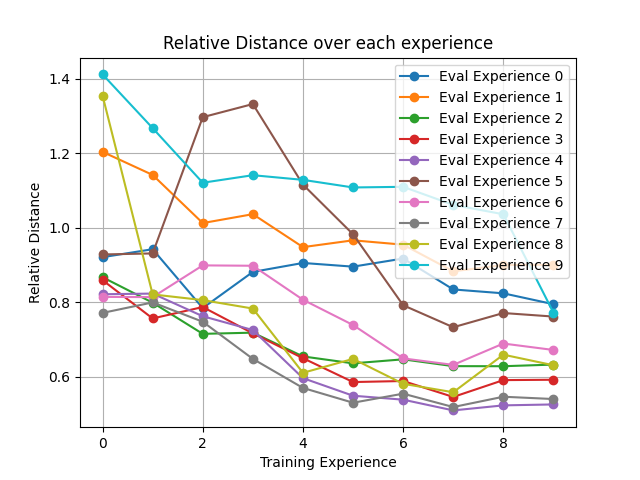 Relative Distance over each experience
Relative Distance
1.4
1.2
1.0
0.8
0.6
Eval Experience 0
Eval Experience 1
Eval Experience 2
Eval Experience 3
Eval Experience 4
Eval Experience 5
Eval Experience 6
Eval Experience 7
Eval Experience 8
Eval Experience 9
0 2 4 6 8
Training Experience